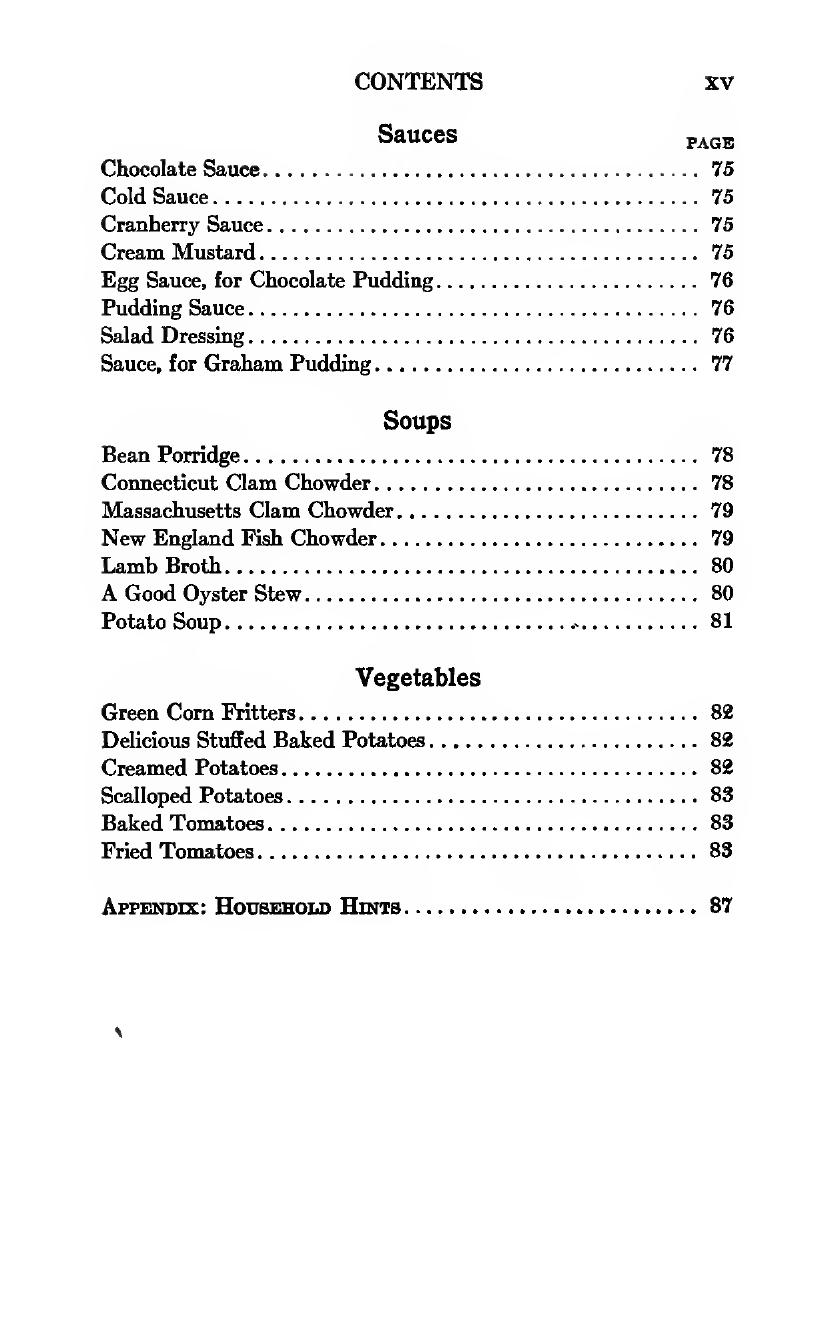 CONTENTS XV
Sauces
PAGE
Chocolate Sauce........................................ 75
Cold Sauce............................................. 75
Cranberry Sauce........................................ 75
Cream Mustard.......................................... 75
Egg Sauce, for Chocolate Pudding....................... 76
Pudding Sauce.......................................... 76
Salad Dressing......................................... 76
Sauce, for Graham Pudding.............................. 77
Soups
Bean Porridge.......................................... 78
Connecticut Clam Chowder............................... 78
Massachusetts Clam Chowder............................. 79
New England Fish Chowder............................... 79
Lamb Broth............................................. 80
A Good Oyster Stew..................................... 80
Potato Soup............................................ 81
Vegetables
Green Corn Fritters.................................... 82
Delicious Stuffed Baked Potatoes....................... 82
Creamed Potatoes....................................... 82
Scalloped Potatoes..................................... 83
Baked Tomatoes......................................... 83
Fried Tomatoes......................................... 83
APPENDIX: HOUSEHOLD HINTS.............................. 87